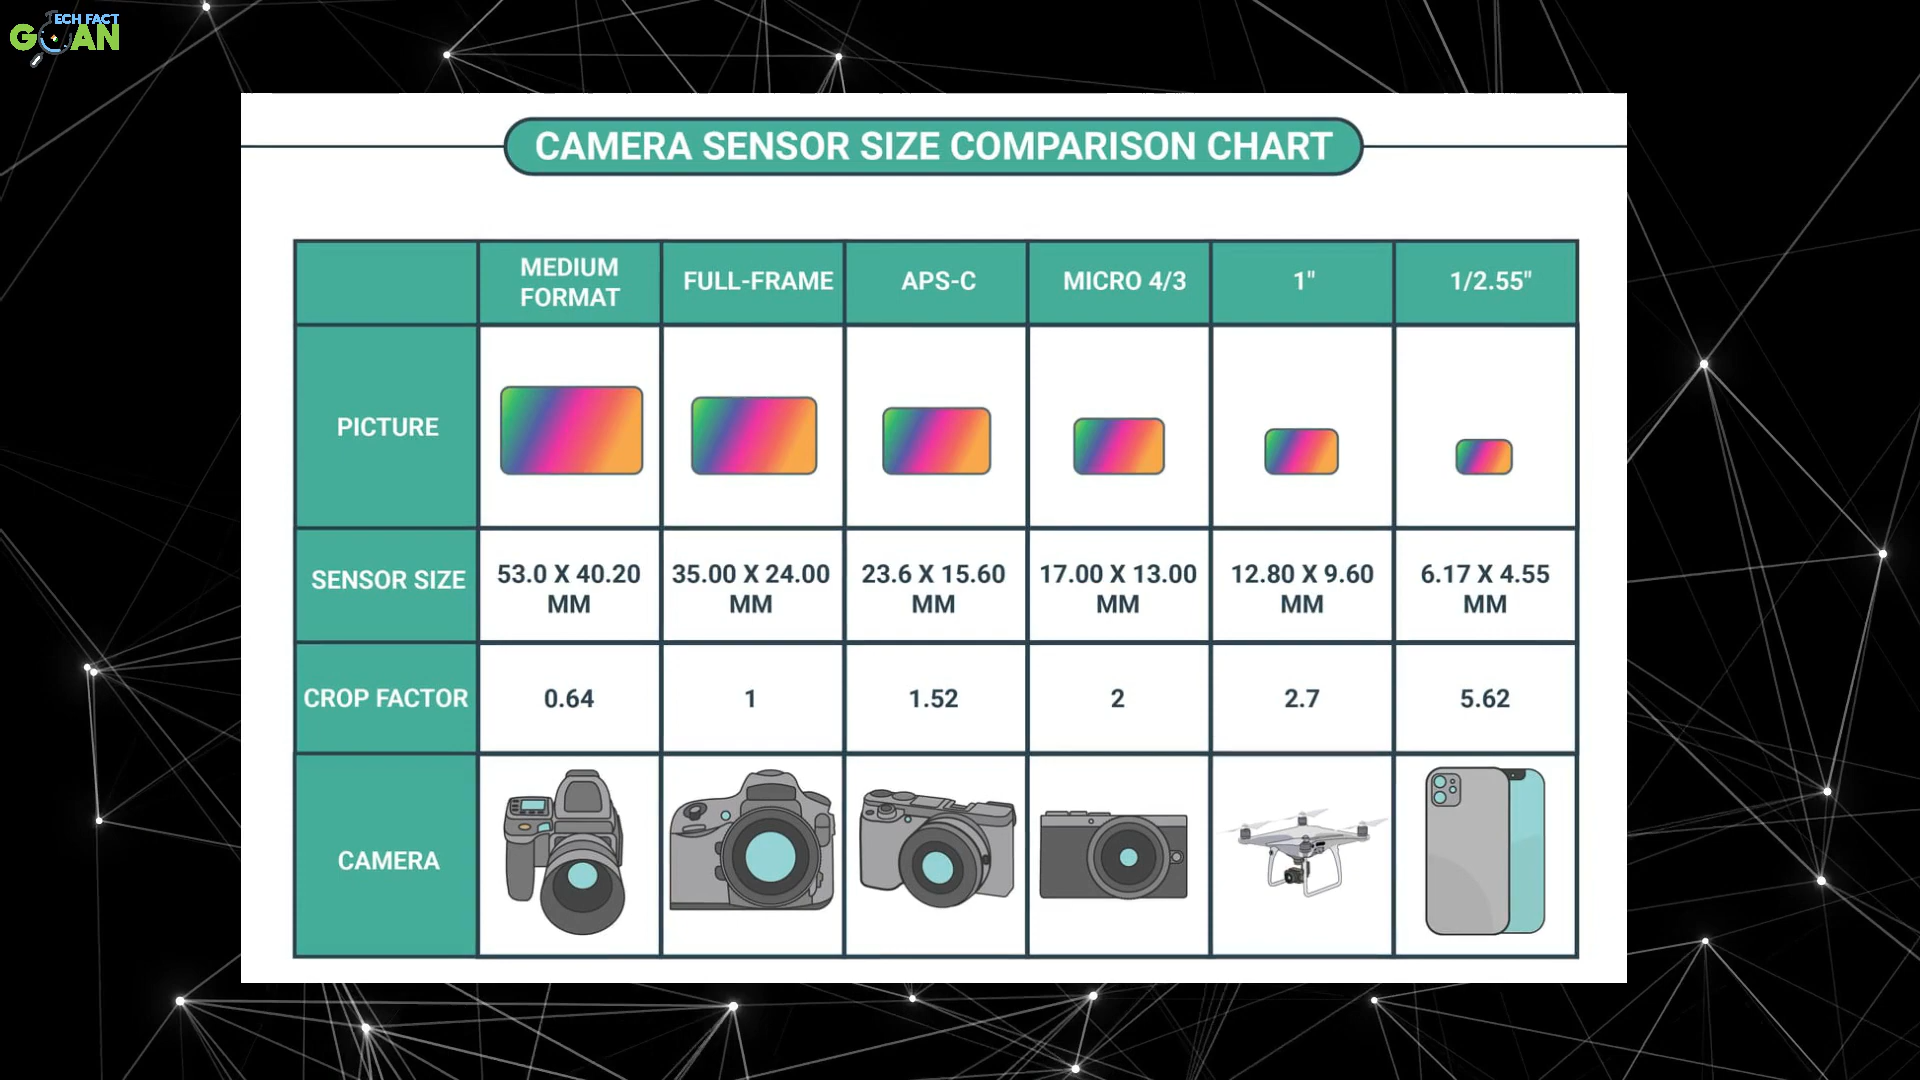 ECH FACT
GOAN
CAMERA SENSOR SIZE COMPARISON CHART
MEDIUM FORMAT
FULL-FRAME
APS-C
MICRO 4/3
1"
1/2.55"
PICTURE
SENSOR SIZE
53.0 X 40.20 MM
35.00 X 24.00 MM
23.6 X 15.60 MM
17.00 X 13.00 MM
12.80 X 9.60 MM
6.17 X 4.55 MM
CROP FACTOR
0.64
1
1.52
2
2.7
5.62
CAMERA